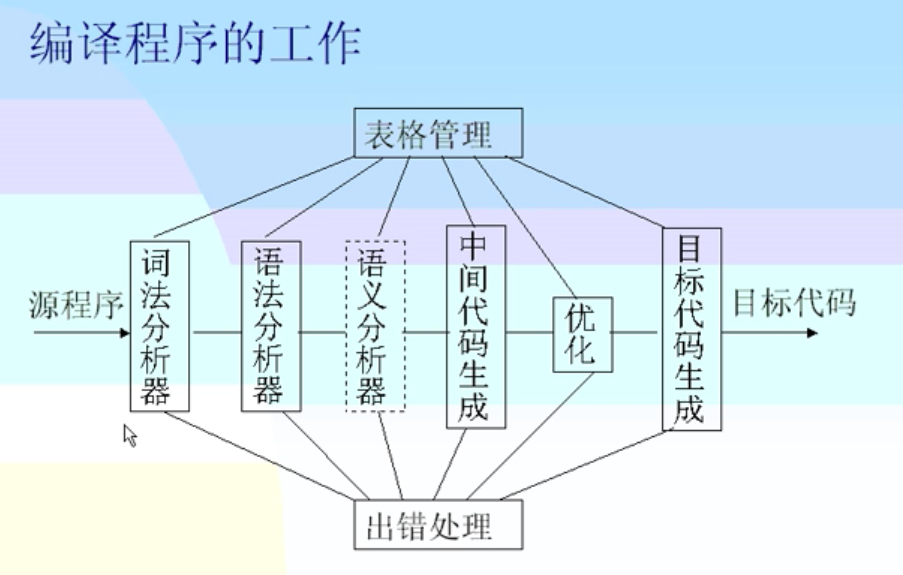 编译程序的工作
表格管理
源程序
词法分析器
语法分析器
语义分析器
中间代码生成
优化
目标代码生成
目标代码
出错处理